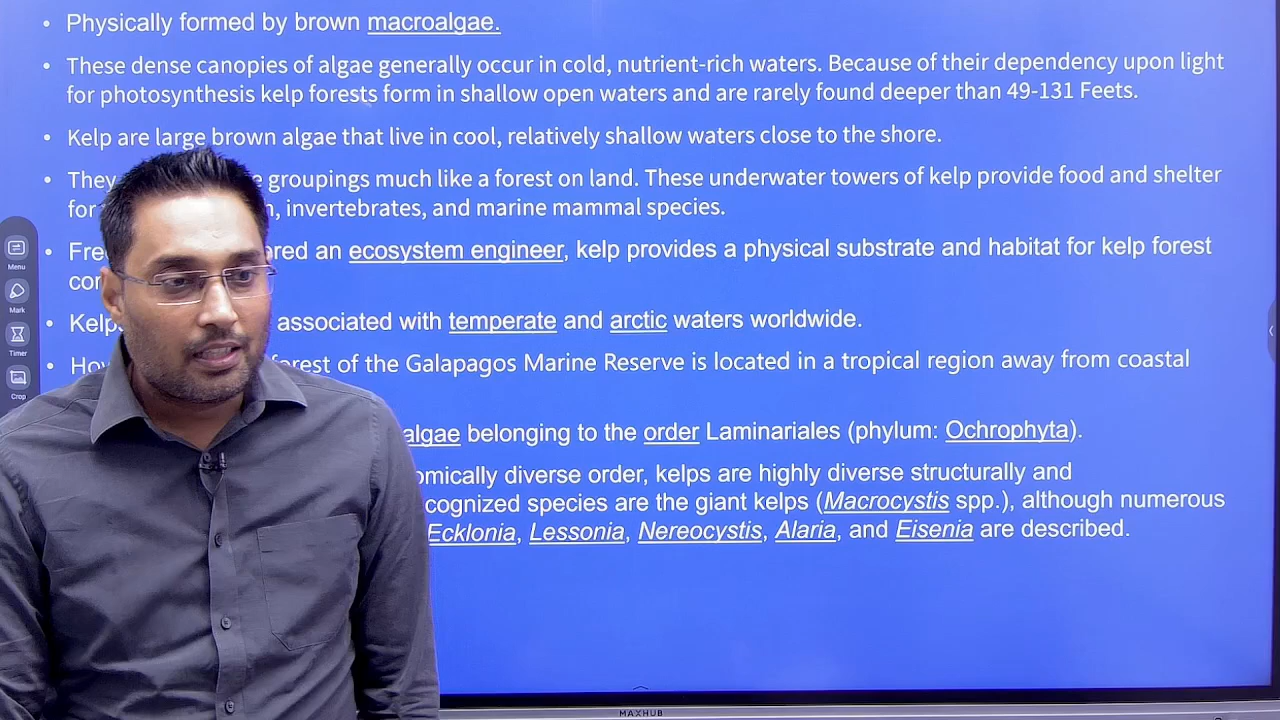 • Physically formed by brown macroalgae.
• These dense canopies of algae generally occur in cold, nutrient-rich waters. Because of their dependency upon light
for photosynthesis kelp forests form in shallow open waters and are rarely found deeper than 49-131 Feets.
• Kelp are large brown algae that live in cool, relatively shallow waters close to the shore.
• They groupings much like a forest on land. These underwater towers of kelp provide food and shelter
for invertebrates, and marine mammal species.
• an ecosystem engineer, kelp provides a physical substrate and habitat for kelp forest
• associated with temperate and arctic waters worldwide.
• of the Galapagos Marine Reserve is located in a tropical region away from coastal
algae belonging to the order Laminariales (phylum: Ochrophyta).
diverse order, kelps are highly diverse structurally and
species are the giant kelps (Macrocystis spp.), although numerous
Ecklonia, Lessonia, Nereocystis, Alaria, and Eisenia are described.
Menu
Mark
Timer
Crop
MAXHUB